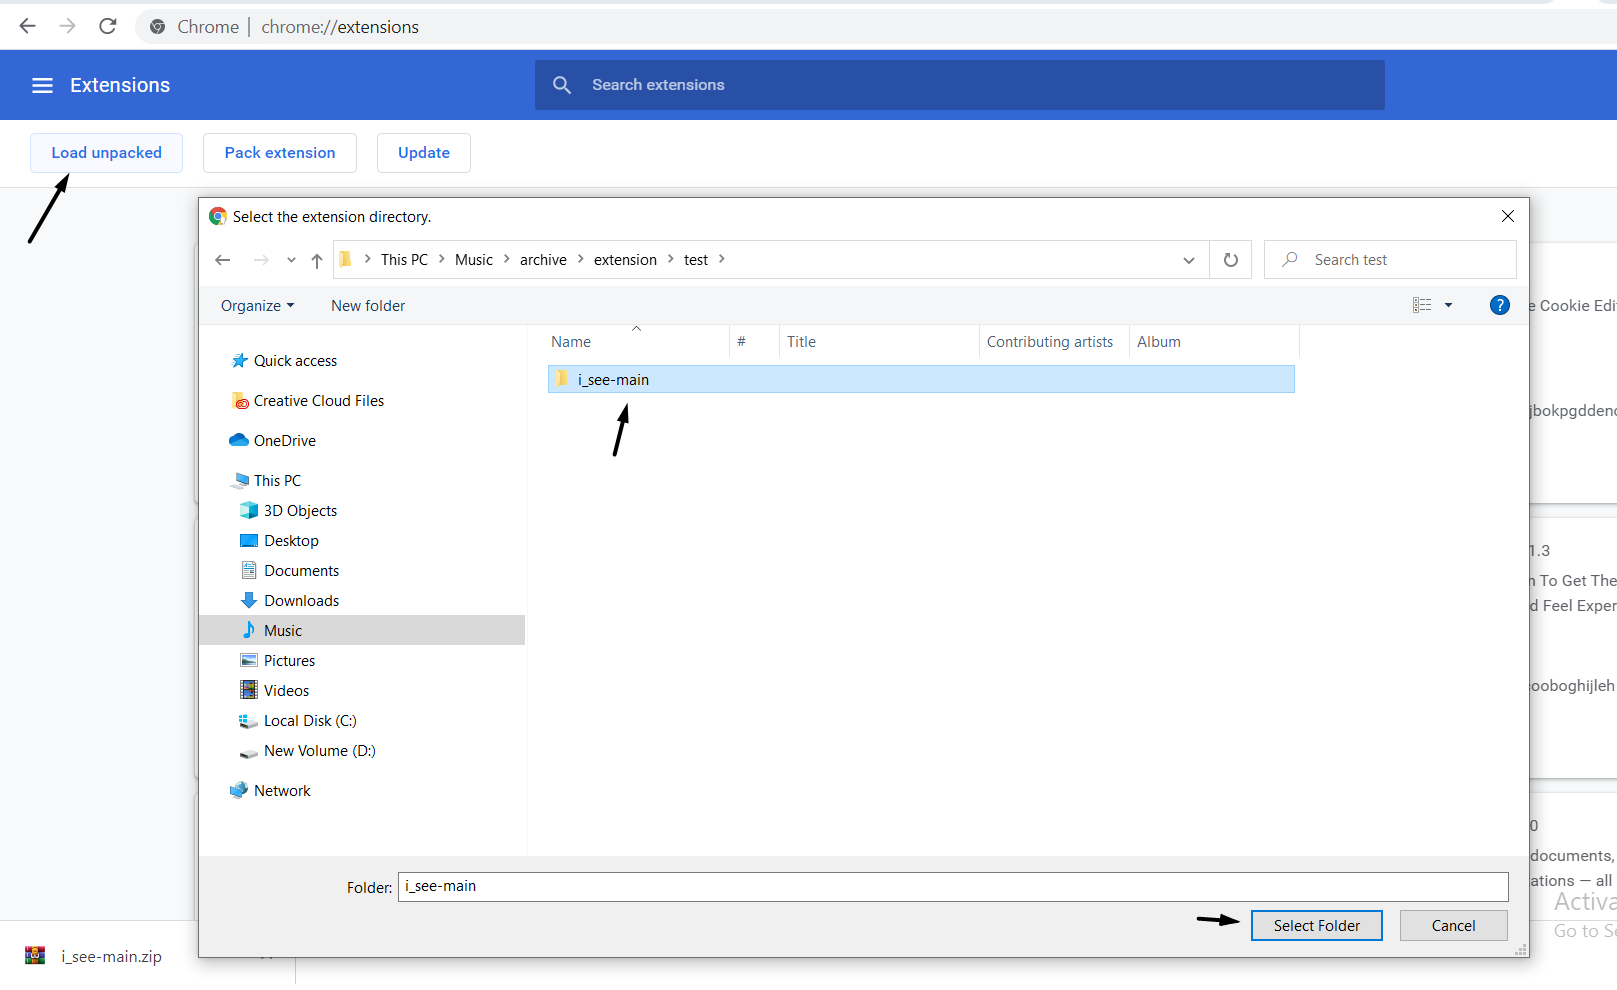 Chrome | chrome://extensions
Extensions
Search extensions
Load unpacked
Pack extension
Update
Select the extension directory.
This PC > Music > archive > extension > test >
Search test
Organize
New folder
?
Name
#
Title
Contributing artists
Album
Quick access
Creative Cloud Files
OneDrive
This PC
3D Objects
Desktop
Documents
Downloads
Music
Pictures
Videos
Local Disk (C:)
New Volume (D:)
Network
i_see-main
e Cookie Edi
jbokpgddenc
1.3
n To Get The
d Feel Exper
ooboghijleh
0
documents,
ations — all
Activa
Go to Se
Folder: i_see-main
Select Folder
Cancel
i_see-main.zip